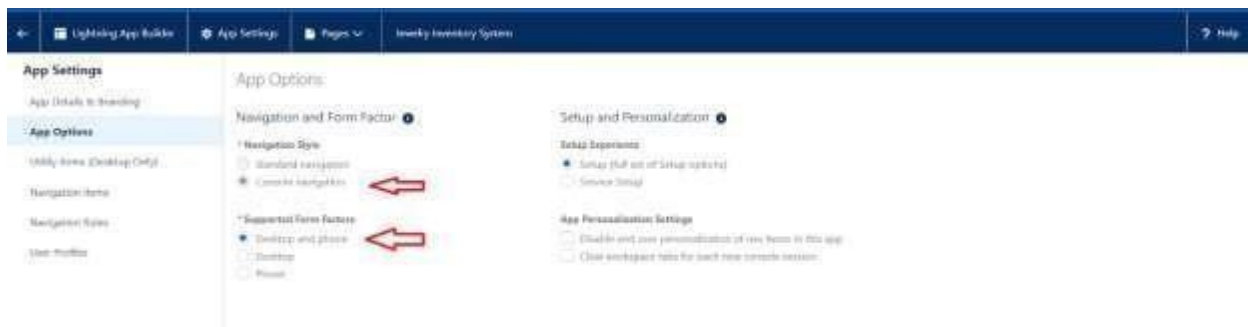 Lightning App Builder
App Settings
Pages
Jewelry Inventory System
? Help
App Settings
App Details & Branding
App Options
Utility Items (Desktop Only)
Navigation Items
Navigation Rules
User Profiles
App Options
Navigation and Form Factor
* Navigation Style
Standard navigation
Console navigation
* Supported Form Factors
Desktop and phone
Desktop
Phone
Setup and Personalization
Setup Experience
Setup (full set of Setup options)
Service Setup
App Personalization Settings
Disable end user personalization of nav items in this app
Clear workspace tabs for each new console session